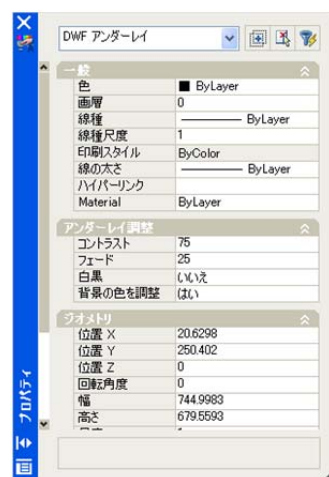 DWF アンダーレイ
一般
色 ByLayer
画層 0
線種 ByLayer
線種尺度 1
印刷スタイル ByColor
線の太さ ByLayer
ハイパーリンク
Material ByLayer
アンダーレイ調整
コントラスト 75
フェード 25
白黒 いいえ
背景の色を調整 はい
ジオメトリ
位置 X 20.6298
位置 Y 250.402
位置 Z 0
回転角度 0
幅 744.9983
高さ 679.5593
プロパティ